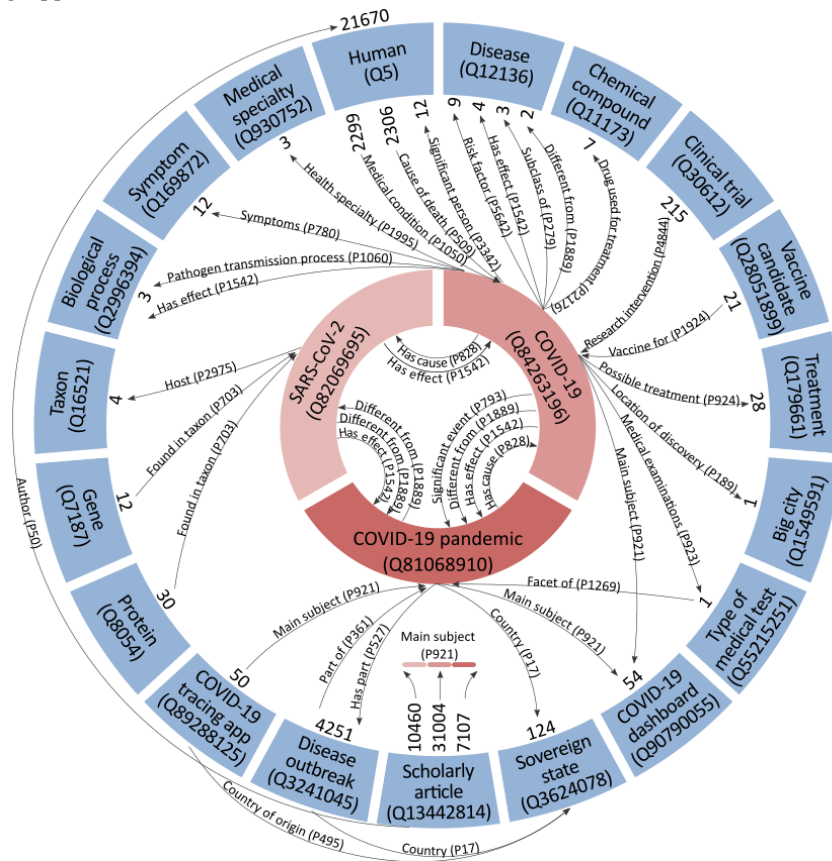 21670
Human
(Q5)
Disease
(Q12136)
Chemical
compound
(Q11173)
Clinical trial
(Q30612)
Vaccine
candidate
(Q28051899)
Treatment
(Q179661)
Big city
(Q1549591)
Type of
medical test
(Q55215251)
COVID-19
dashboard
(Q90790055)
Sovereign
state
(Q3624078)
Scholarly
article
(Q13442814)
Disease
outbreak
(Q3241045)
COVID-19
tracing app
(Q89288125)
Protein
(Q8054)
Gene
(Q7187)
Taxon
(Q16521)
Biological
process
(Q2996394)
Symptom
(Q169872)
Medical
specialty
(Q930752)
3
2299
2306
12
9
4
3
2
7
215
21
28
1
1
54
124
7107
31004
10460
4251
50
30
12
4
3
12
Health specialty (P1995)
Medical condition (P1050)
Cause of death (P509)
Significant person (P3342)
Risk factor (P5642)
Has effect (P1542)
Subclass of (P279)
Different from (P1889)
Drug used for treatment (P2176)
Research intervention (P4844)
Vaccine for (P1924)
Possible treatment (P924)
Location of discovery (P189)
Medical examinations (P923)
Main subject (P921)
Symptoms (P780)
Pathogen transmission process (P1060)
Has effect (P1542)
Host (P2975)
Found in taxon (P703)
Found in taxon (P703)
SARS-CoV-2
(Q82069695)
COVID-19
(Q84263196)
COVID-19 pandemic
(Q81068910)
Has cause (P828)
Has effect (P1542)
Different from (P1889)
Different from (P1889)
Has effect (P1542)
Significant event (P793)
Different from (P1889)
Has effect (P1542)
Has cause (P828)
Facet of (P1269)
Main subject (P921)
Country (P17)
Main subject (P921)
Part of (P361)
Has part (P527)
Main subject
(P921)
Author (P50)
Country of origin (P495)
Country (P17)